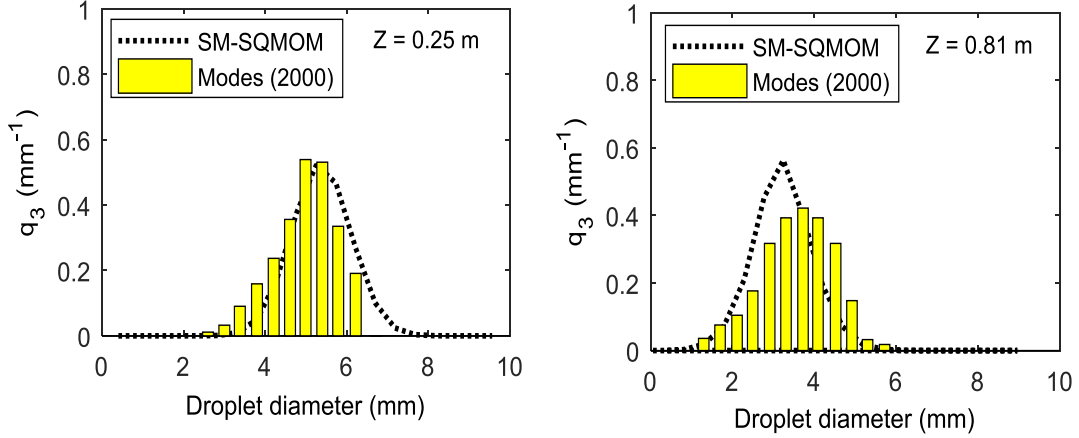 1
0.8
0.6
0.4
0.2
0
q3 (mm-1)
SM-SQMOM
Modes (2000)
Z = 0.25 m
0 2 4 6 8 10
Droplet diameter (mm)
1
0.8
0.6
0.4
0.2
0
q3 (mm-1)
SM-SQMOM
Modes (2000)
Z = 0.81 m
0 2 4 6 8 10
Droplet diameter (mm)